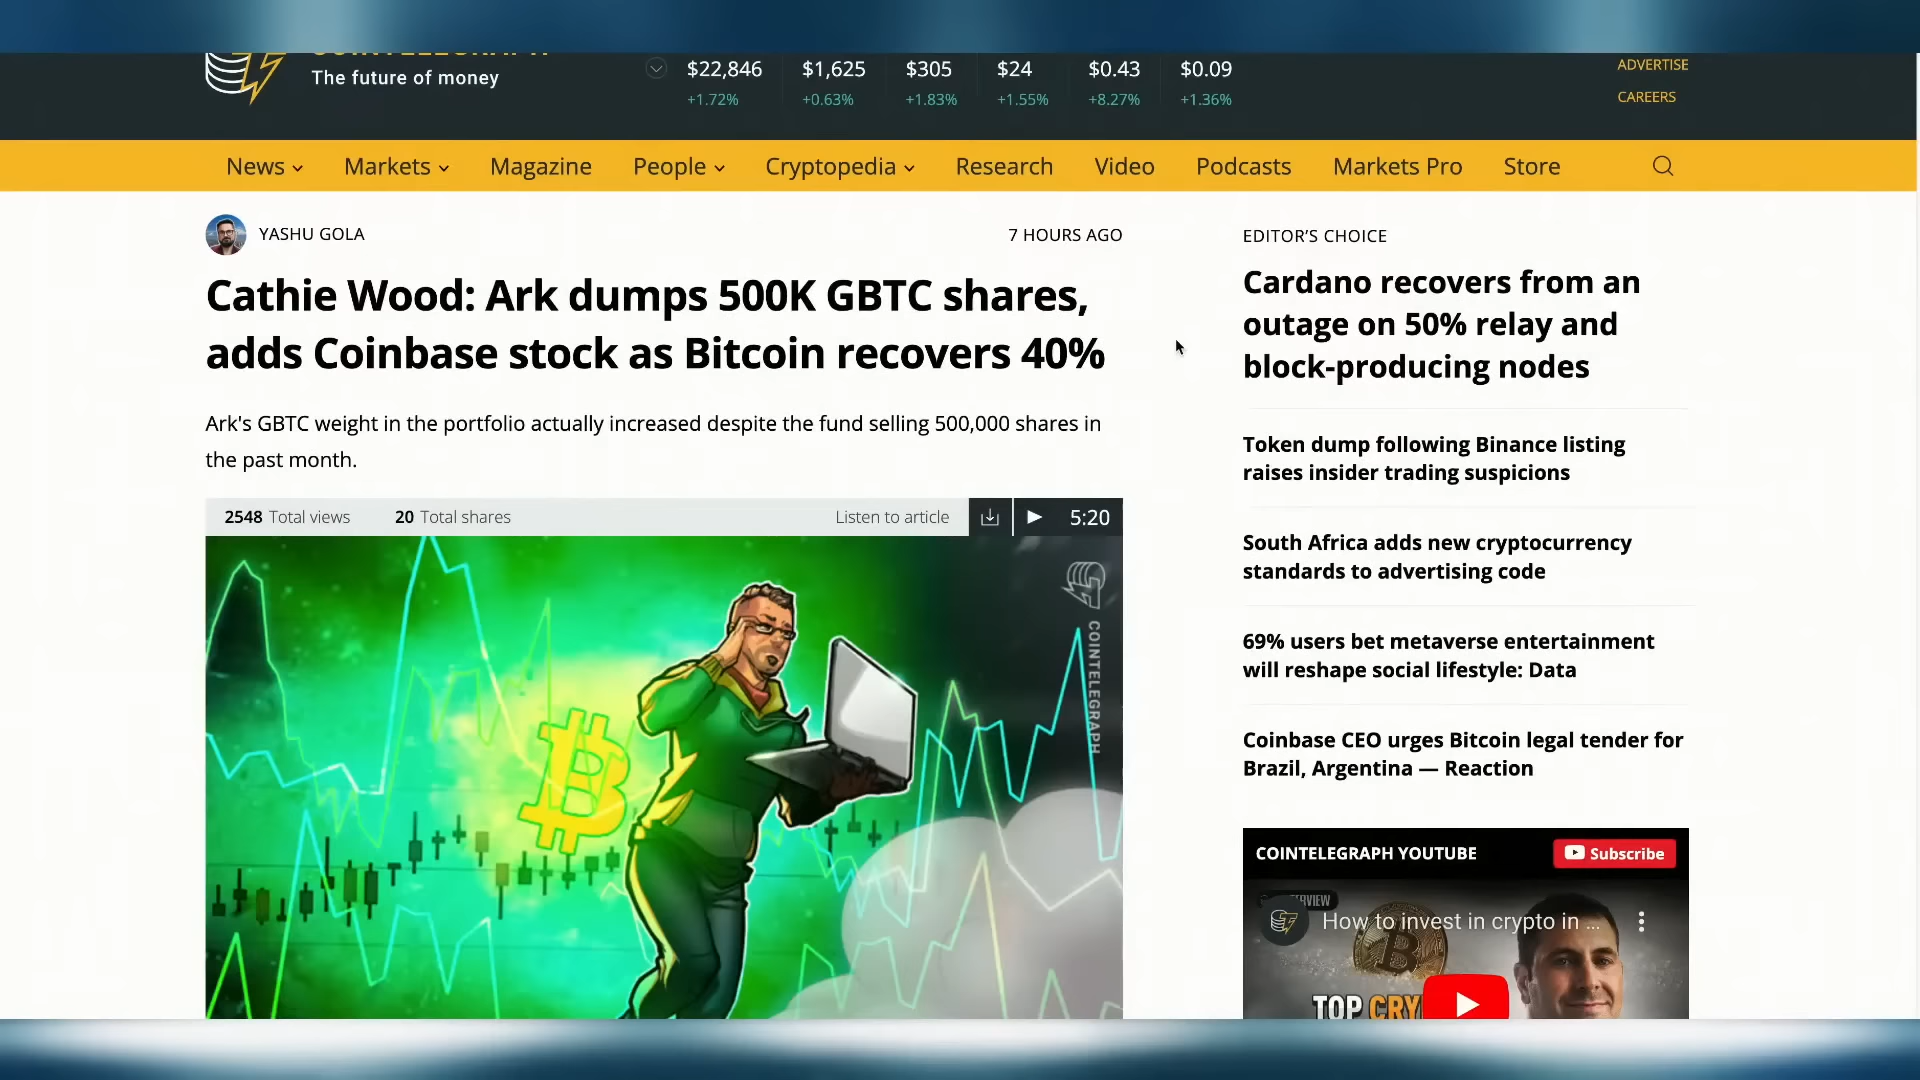 The future of money
$22,846 $1,625 $305 $24 $0.43 $0.09
+1.72% +0.63% +1.83% +1.55% +8.27% +1.36%
ADVERTISE
CAREERS
News Markets Magazine People Cryptopedia Research Video Podcasts Markets Pro Store
YASHU GOLA
7 HOURS AGO
Cathie Wood: Ark dumps 500K GBTC shares,
adds Coinbase stock as Bitcoin recovers 40%
Ark's GBTC weight in the portfolio actually increased despite the fund selling 500,000 shares in
the past month.
2548 Total views 20 Total shares Listen to article 5:20
COINTELEGRAPH
EDITOR'S CHOICE
Cardano recovers from an
outage on 50% relay and
block-producing nodes
Token dump following Binance listing
raises insider trading suspicions
South Africa adds new cryptocurrency
standards to advertising code
69% users bet metaverse entertainment
will reshape social lifestyle: Data
Coinbase CEO urges Bitcoin legal tender for
Brazil, Argentina — Reaction
COINTELEGRAPH YOUTUBE
Subscribe
How to invest in crypto in ...
TOP CRY